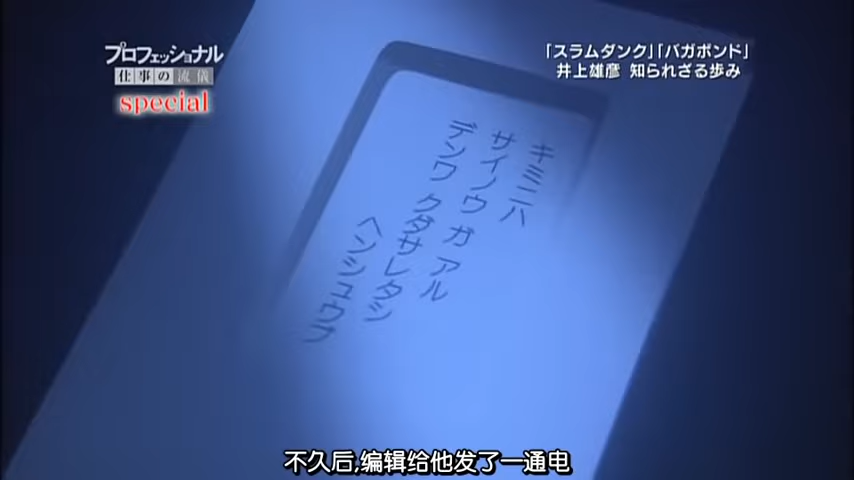 プロフェッショナル
仕事の流儀
special
「スラムダンク」「バガボンド」
井上雄彦 知られざる歩み
キミニハ
サイノウ ガ アル
デンワ クダサレタシ
ヘンシュウブ
不久后,编辑给他发了一通电